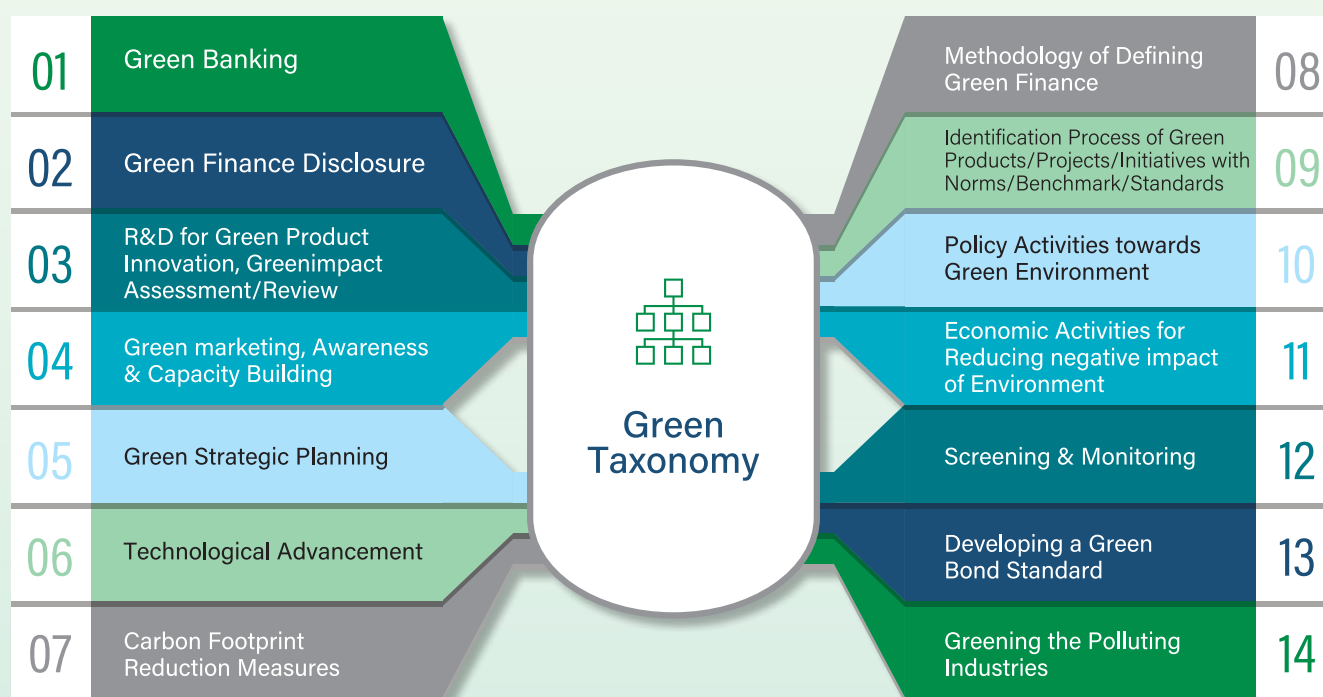 01
Green Banking
02
Green Finance Disclosure
03
R&D for Green Product
Innovation, Greenimpact
Assessment/Review
04
Green marketing, Awareness
& Capacity Building
05
Green Strategic Planning
06
Technological Advancement
07
Carbon Footprint
Reduction Measures
Green
Taxonomy
Methodology of Defining
Green Finance
08
Identification Process of Green
Products/Projects/Initiatives with
Norms/Benchmark/Standards
09
Policy Activities towards
Green Environment
10
Economic Activities for
Reducing negative impact
of Environment
11
Screening & Monitoring
12
Developing a Green
Bond Standard
13
Greening the Polluting
Industries
14